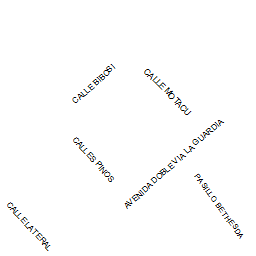 CALLE BIBOSI
CALLE MOTACU
CALLES PINOS
AVENIDA DOBLE VIA LA GUARDIA
PASILLO BETHESDA
CALLE LATERAL